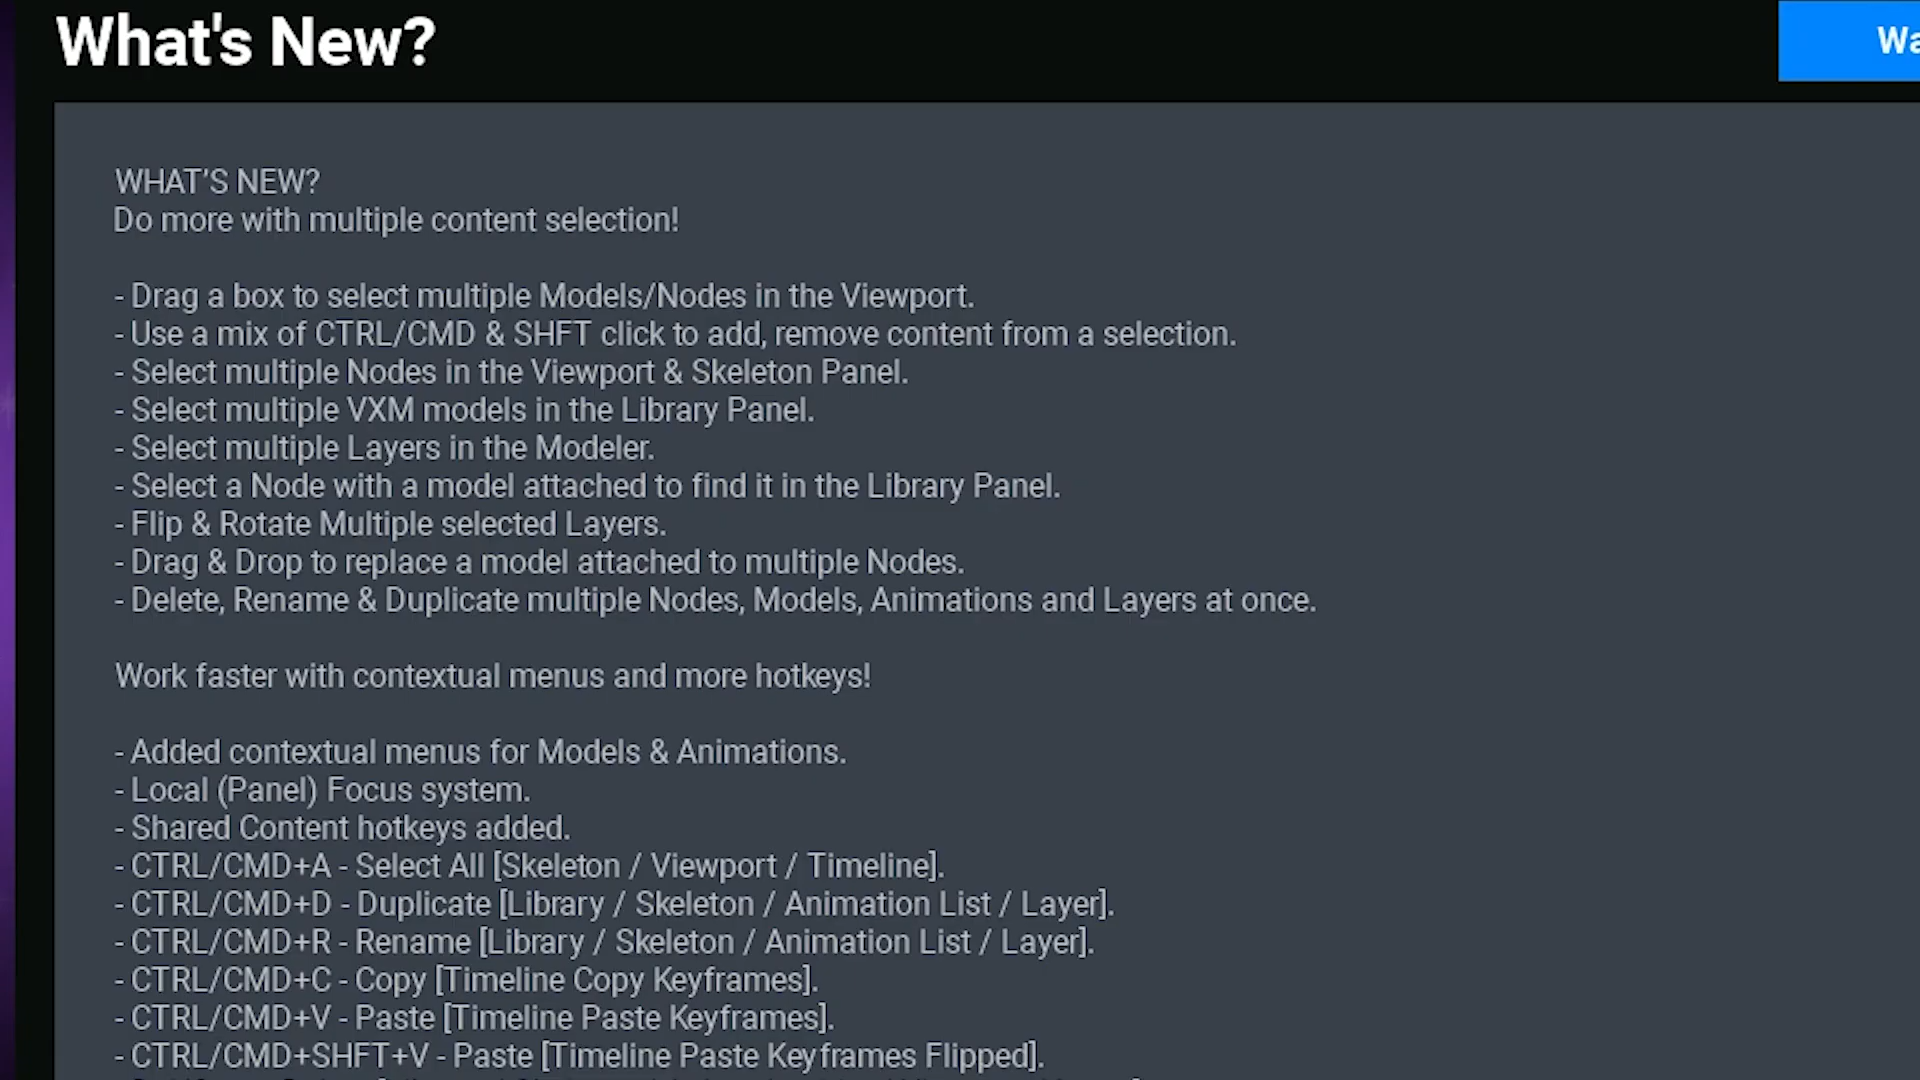 What's New?
WHAT’S NEW?
Do more with multiple content selection!
- Drag a box to select multiple Models/Nodes in the Viewport.
- Use a mix of CTRL/CMD & SHFT click to add, remove content from a selection.
- Select multiple Nodes in the Viewport & Skeleton Panel.
- Select multiple VXM models in the Library Panel.
- Select multiple Layers in the Modeler.
- Select a Node with a model attached to find it in the Library Panel.
- Flip & Rotate Multiple selected Layers.
- Drag & Drop to replace a model attached to multiple Nodes.
- Delete, Rename & Duplicate multiple Nodes, Models, Animations and Layers at once.
Work faster with contextual menus and more hotkeys!
- Added contextual menus for Models & Animations.
- Local (Panel) Focus system.
- Shared Content hotkeys added.
- CTRL/CMD+A - Select All [Skeleton / Viewport / Timeline].
- CTRL/CMD+D - Duplicate [Library / Skeleton / Animation List / Layer].
- CTRL/CMD+R - Rename [Library / Skeleton / Animation List / Layer].
- CTRL/CMD+C - Copy [Timeline Copy Keyframes].
- CTRL/CMD+V - Paste [Timeline Paste Keyframes].
- CTRL/CMD+SHFT+V - Paste [Timeline Paste Keyframes Flipped].